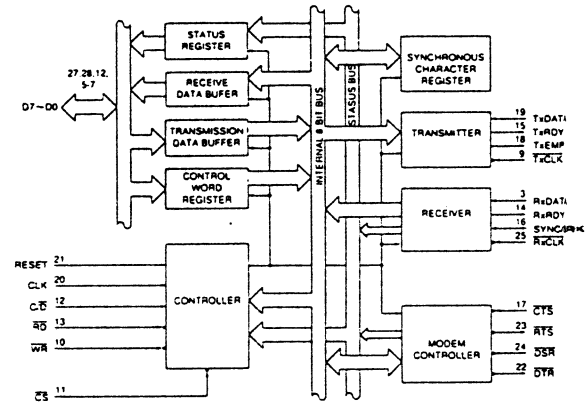 STATUS
REGISTER
RECEIVE
DATA BUFER
TRANSMISSION
DATA BUFFER
CONTROL
WORD
REGISTER
27,28,12,
5-7
D7~D0
INTERNAL 8 BIT BUS
STASUS BUS
SYNCHRONOUS
CHARACTER
REGISTER
TRANSMITTER
19 TxDATA
15 TxRDY
18 TxEMP
9 TxCLK
RECEIVER
3 RxDATA
14 RxRDY
16
25 RxCLK
RESET 21
CLK 20
C/D 12
RD 13
WR 10
CS 11
CONTROLLER
MODEM
CONTROLLER
17 CTS
23 RTS
24 DSR
22 DTR